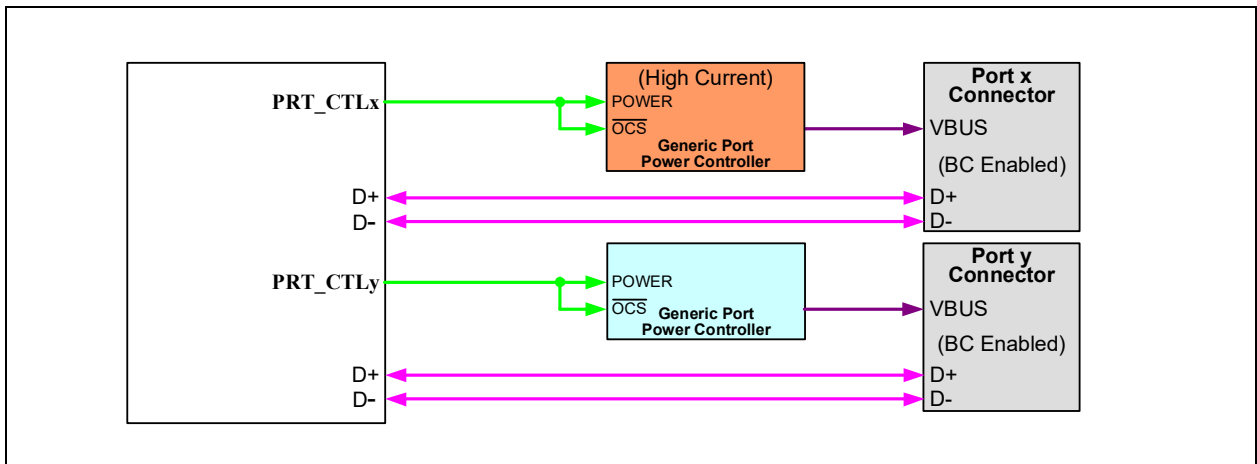 (High Current)
PRT_CTLx
POWER
OCS
Generic Port
Power Controller
Port x
Connector
VBUS
(BC Enabled)
D+
D-
D+
D-
PRT_CTLy
POWER
OCS
Generic Port
Power Controller
Port y
Connector
VBUS
(BC Enabled)
D+
D-
D+
D-